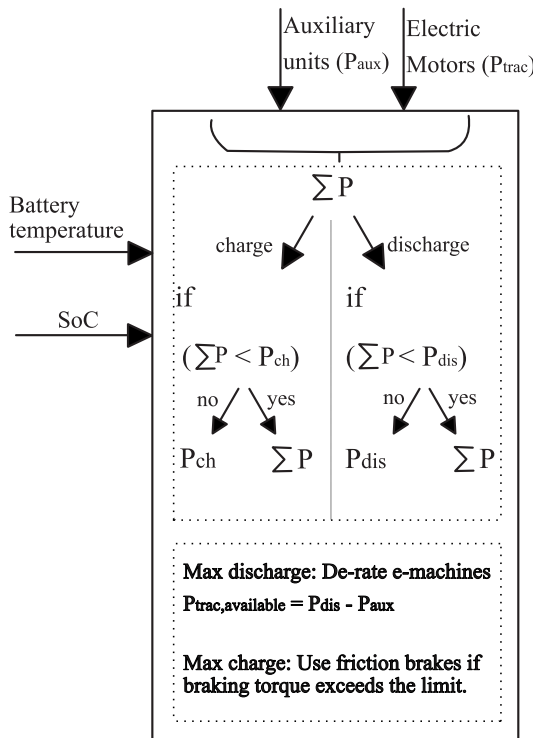 Auxiliary
units (Paux)
Electric
Motors (Ptrac)
∑ P
Battery
temperature
charge
discharge
if
if
SoC
(∑P < Pch)
(∑P < Pdis)
no
yes
no
yes
Pch
∑ P
Pdis
∑ P
Max discharge: De-rate e-machines
Ptrac,available = Pdis - Paux
Max charge: Use friction brakes if
braking torque exceeds the limit.